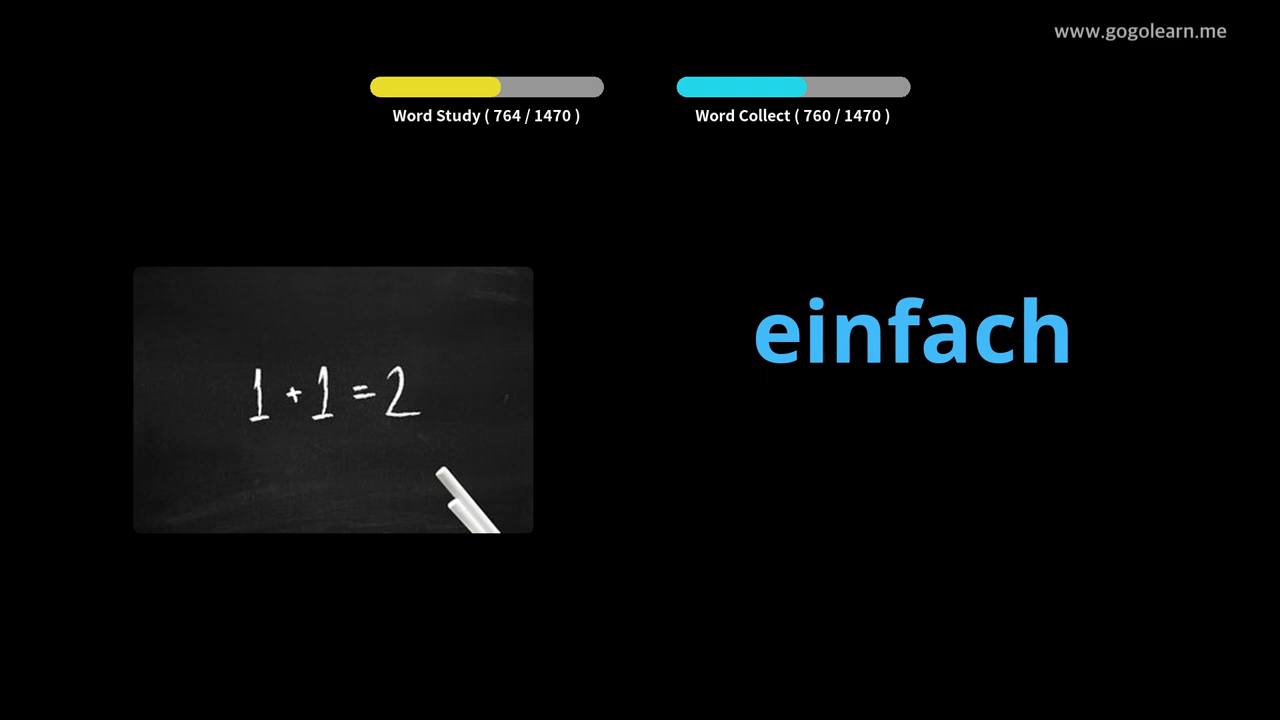 www.gogolearn.me
Word Study ( 764 / 1470 )
Word Collect ( 760 / 1470 )
einfach
1 + 1 = 2